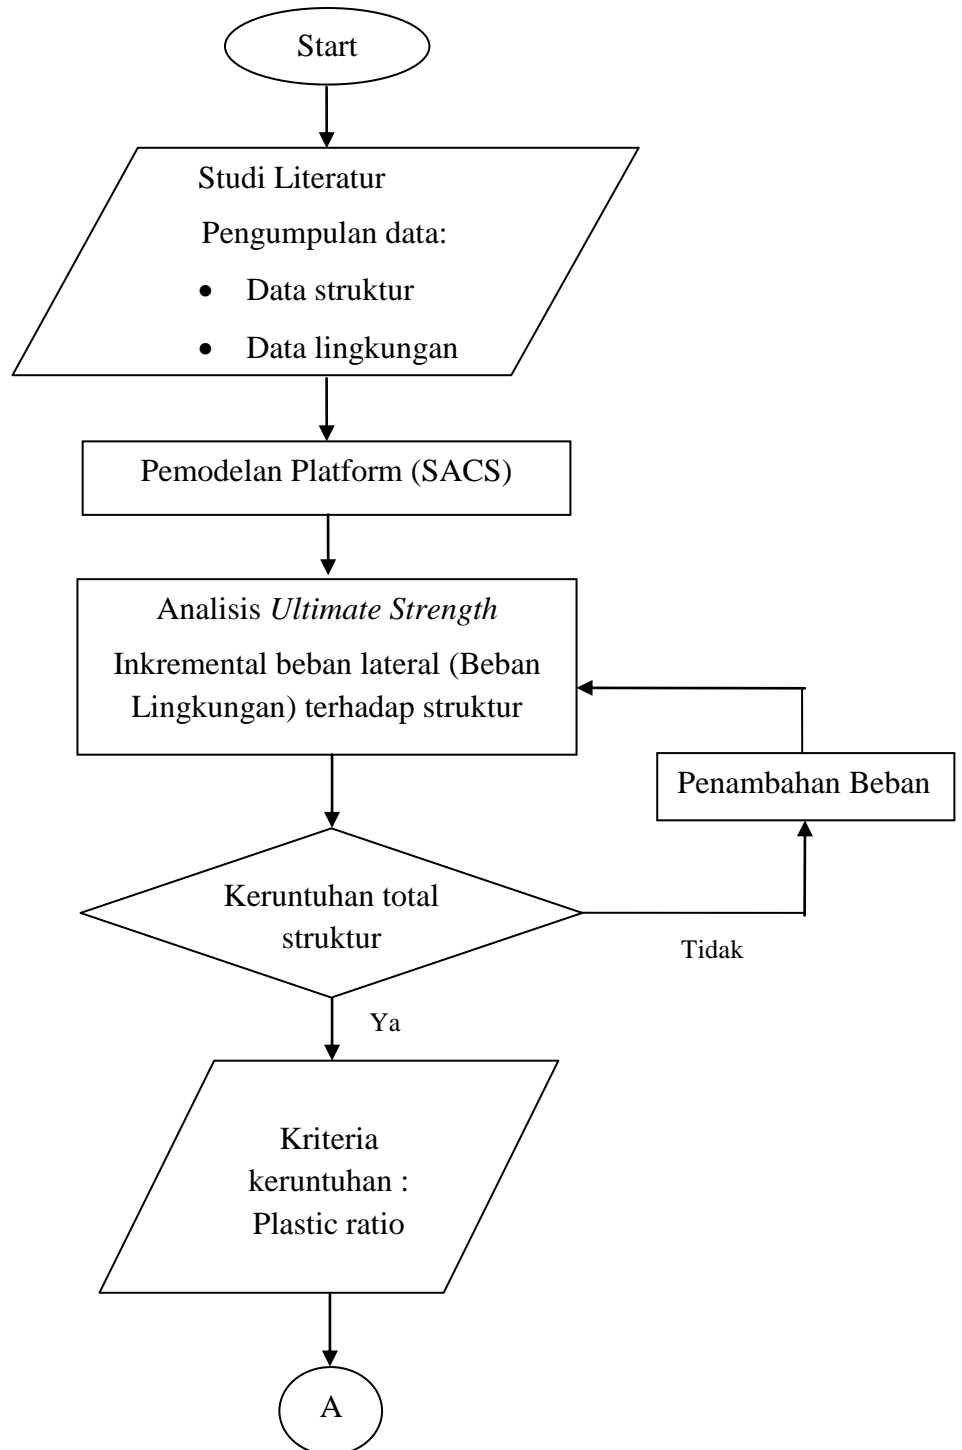 Start
Studi Literatur
Pengumpulan data:
• Data struktur
• Data lingkungan
Pemodelan Platform (SACS)
Analisis Ultimate Strength
Inkremental beban lateral (Beban
Lingkungan) terhadap struktur
Penambahan Beban
Keruntuhan total
struktur
Tidak
Ya
Kriteria
keruntuhan :
Plastic ratio
A